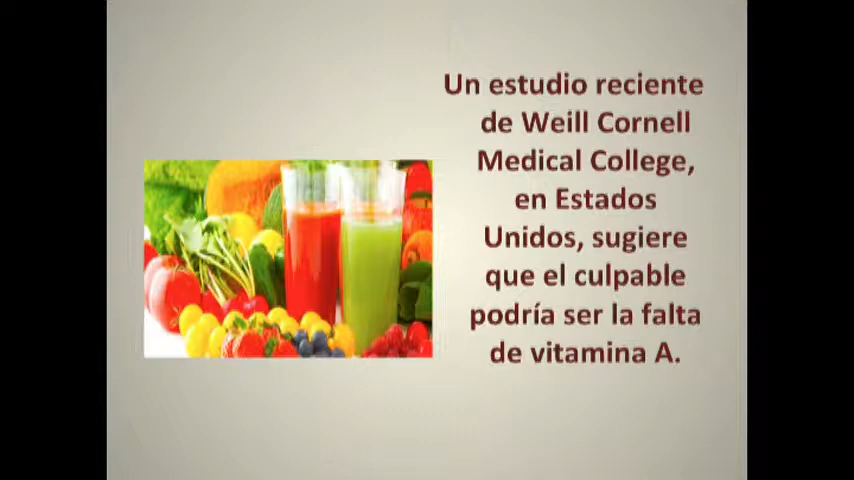 Un estudio reciente
de Weill Cornell
Medical College,
en Estados
Unidos, sugiere
que el culpable
podría ser la falta
de vitamina A.